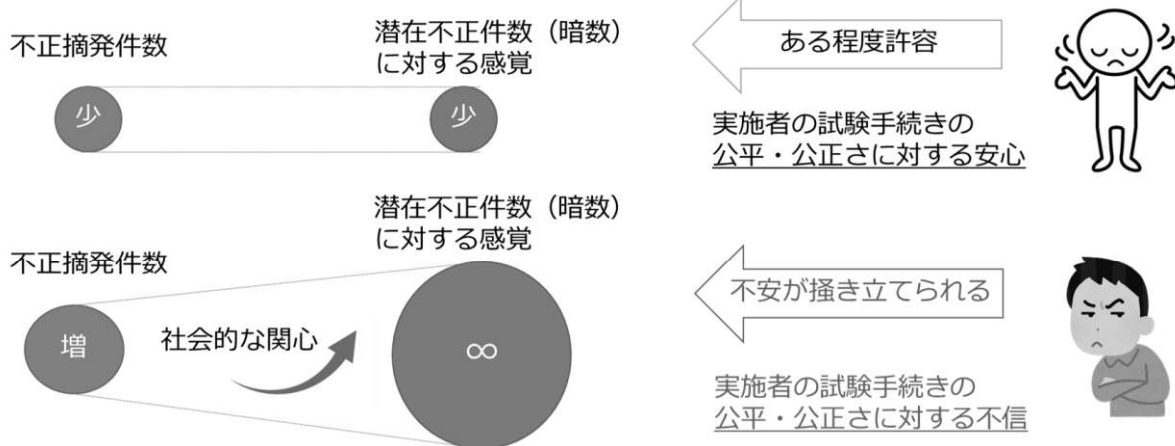 不正摘発件数
潜在不正件数（暗数）
に対する感覚
少
少
ある程度許容
実施者の試験手続きの
公平・公正さに対する安心
不正摘発件数
潜在不正件数（暗数）
に対する感覚
増
社会的な関心
∞
不安が掻き立てられる
実施者の試験手続きの
公平・公正さに対する不信